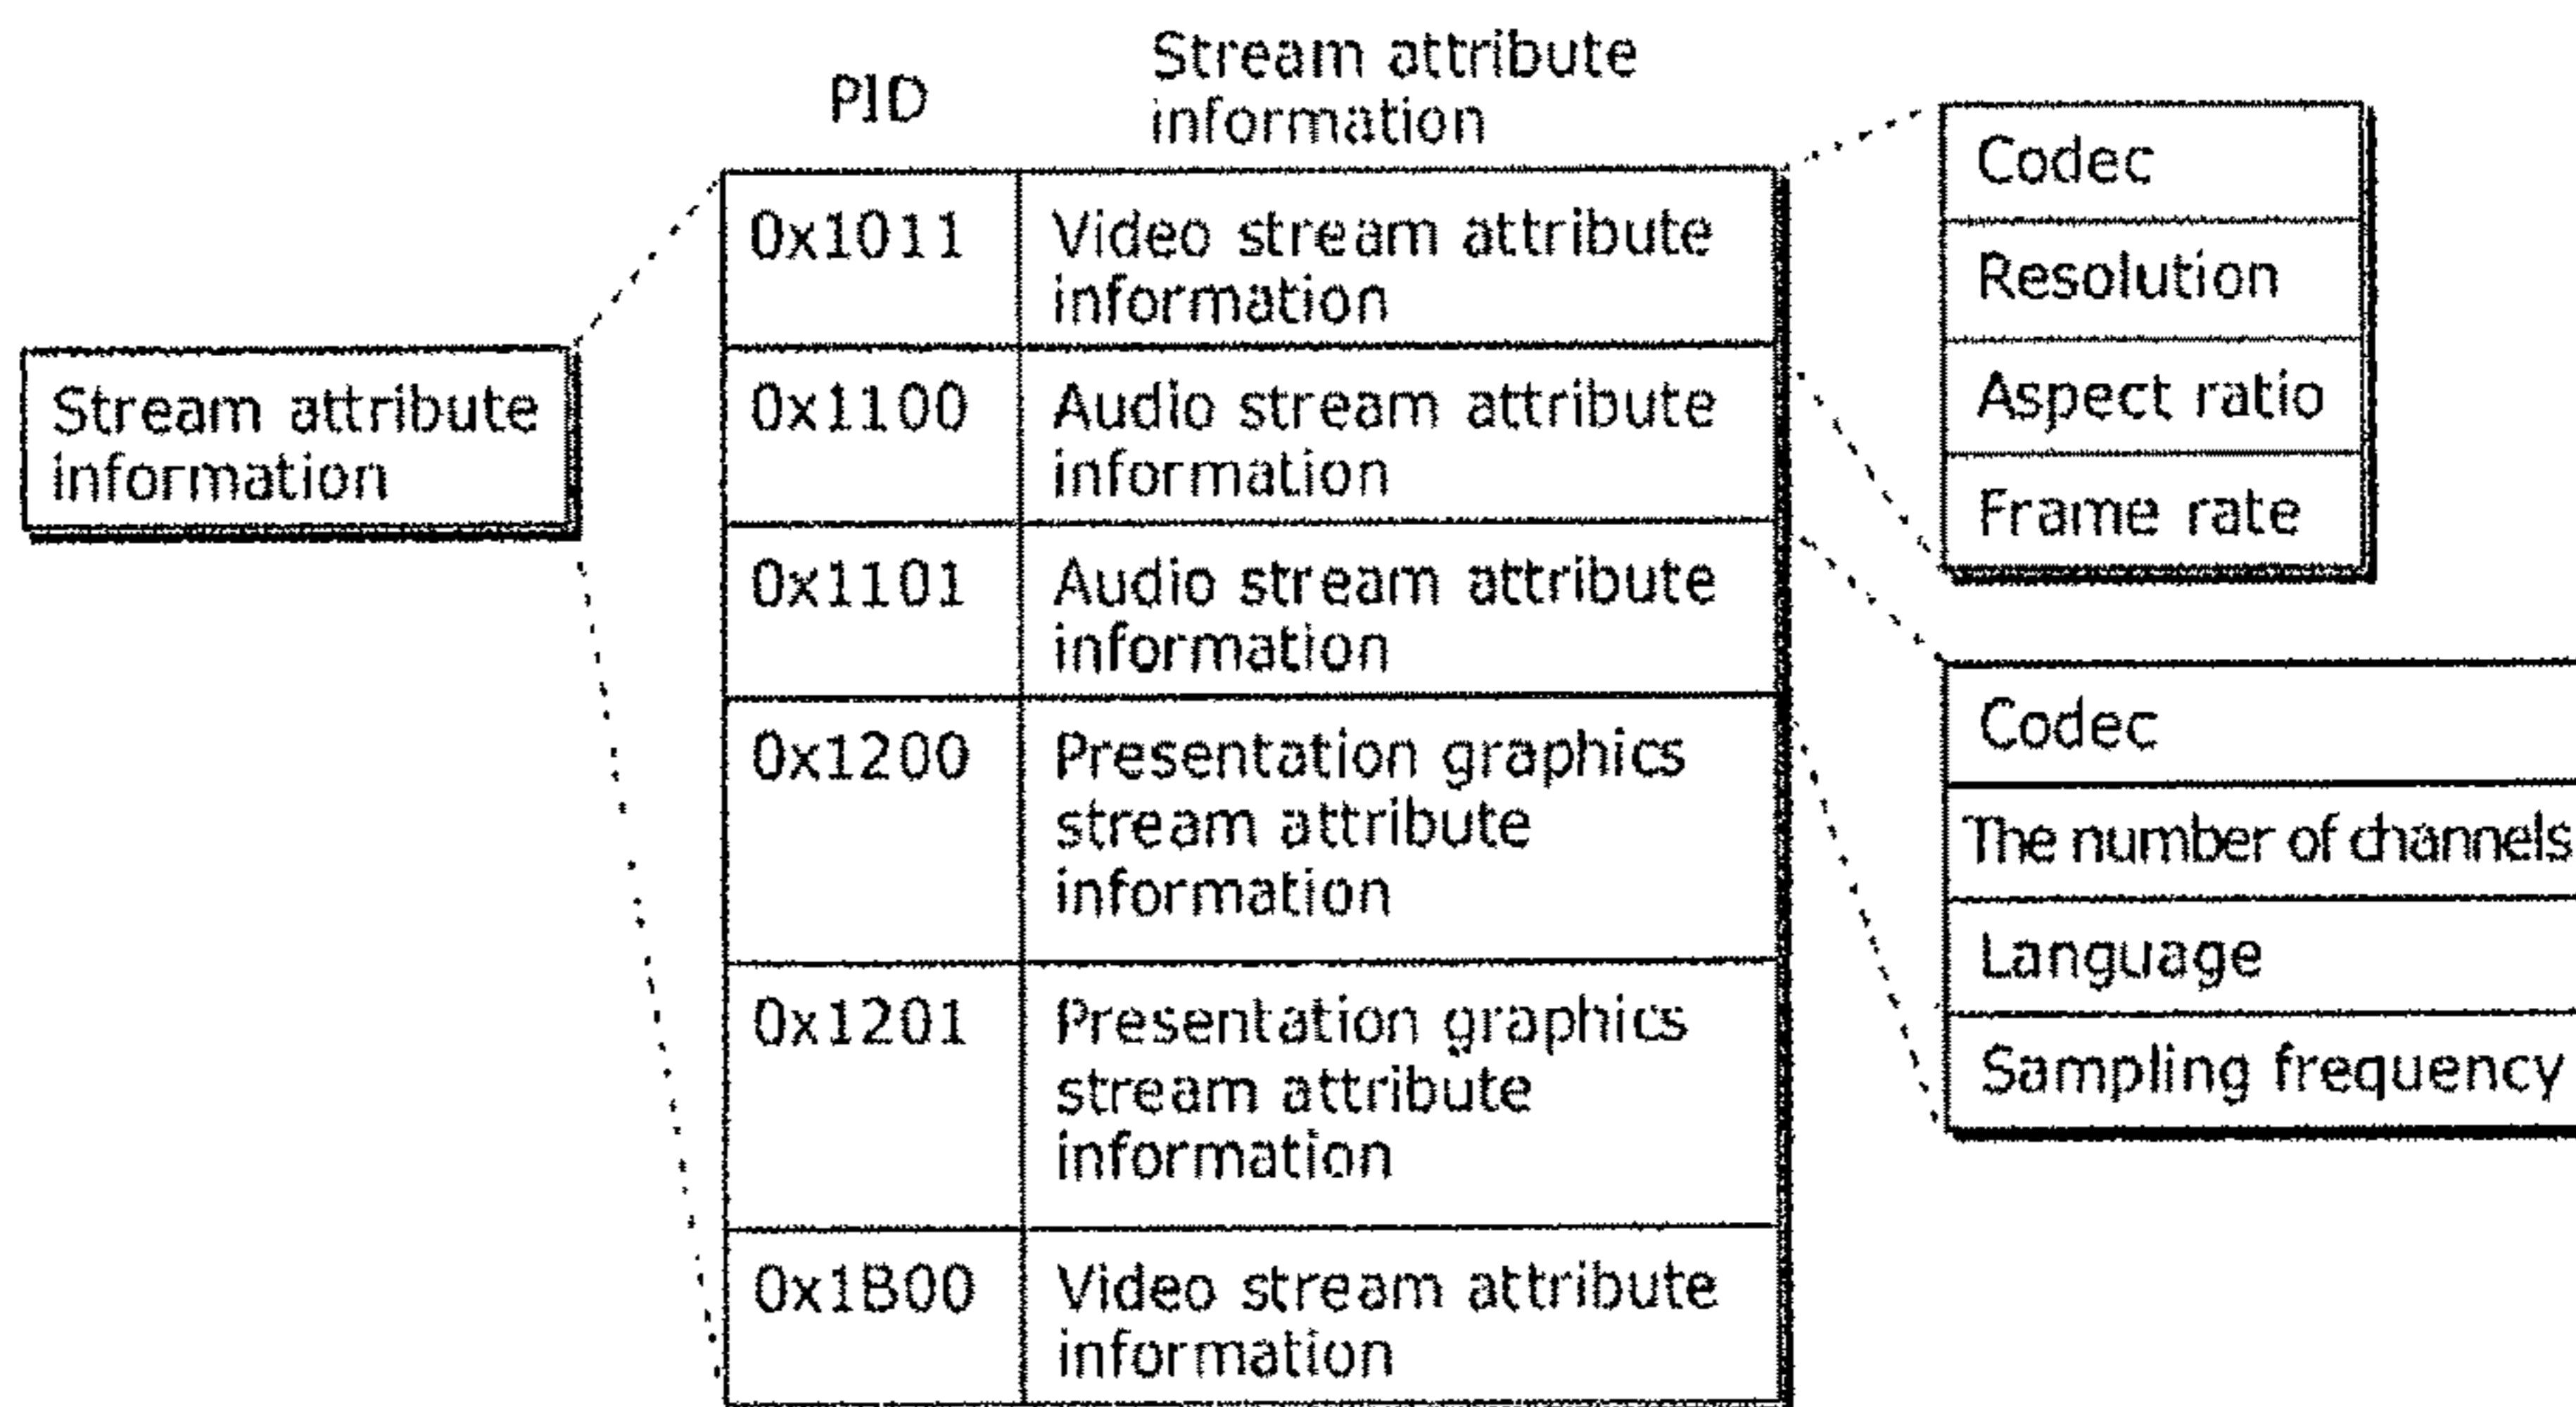 PID
Stream attribute
information
Stream attribute
information
0x1011
Video stream attribute
information
0x1100
Audio stream attribute
information
0x1101
Audio stream attribute
information
0x1200
Presentation graphics
stream attribute
information
0x1201
Presentation graphics
stream attribute
information
0x1B00
Video stream attribute
information
Codec
Resolution
Aspect ratio
Frame rate
Codec
The number of channels
Language
Sampling frequency